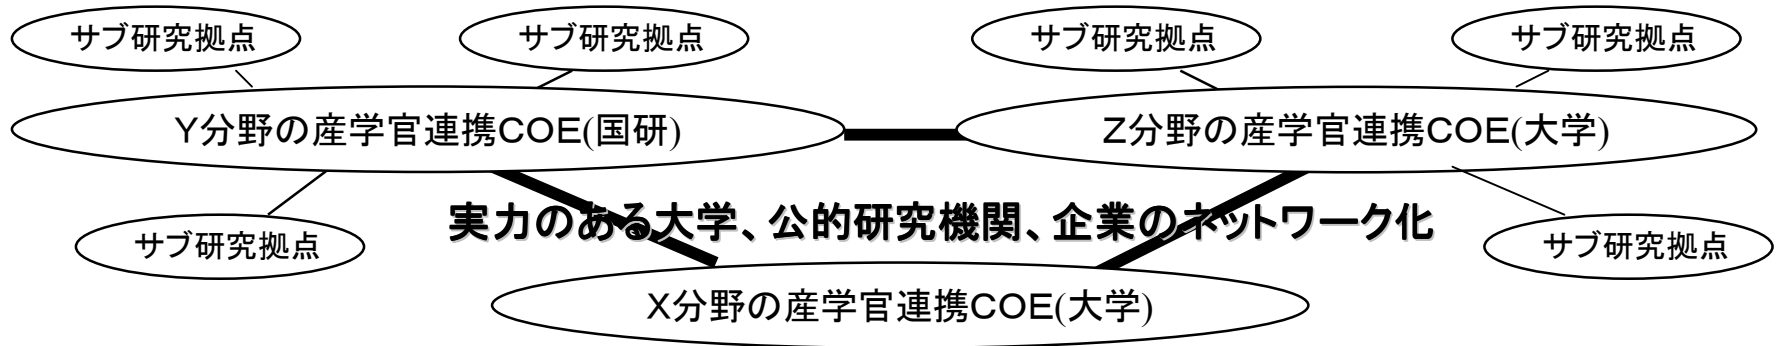 サブ研究拠点
サブ研究拠点
サブ研究拠点
サブ研究拠点
Y分野の産学官連携COE(国研)
Z分野の産学官連携COE(大学)
実力のある大学、公的研究機関、企業のネットワーク化
サブ研究拠点
サブ研究拠点
X分野の産学官連携COE(大学)